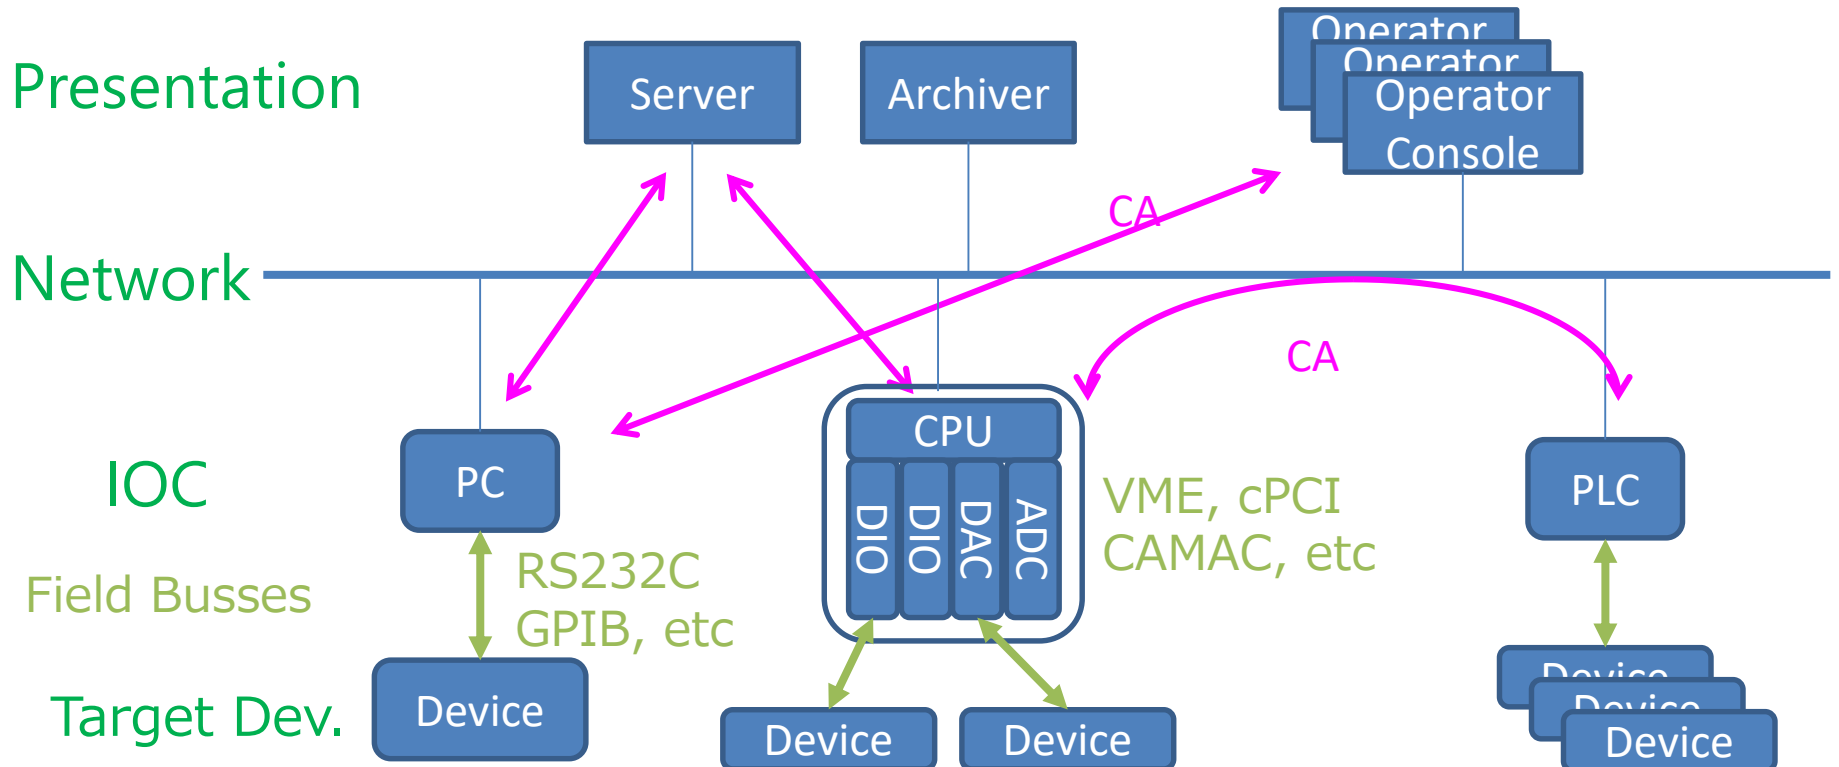 Presentation
Server
Archiver
Operator
Operator
Operator
Console
CA
Network
CA
IOC
PC
CPU
DIO
DIO
DAC
ADC
VME, cPCI
CAMAC, etc
PLC
Field Busses
RS232C
GPIB, etc
Target Dev.
Device
Device
Device
Device
Device
Device